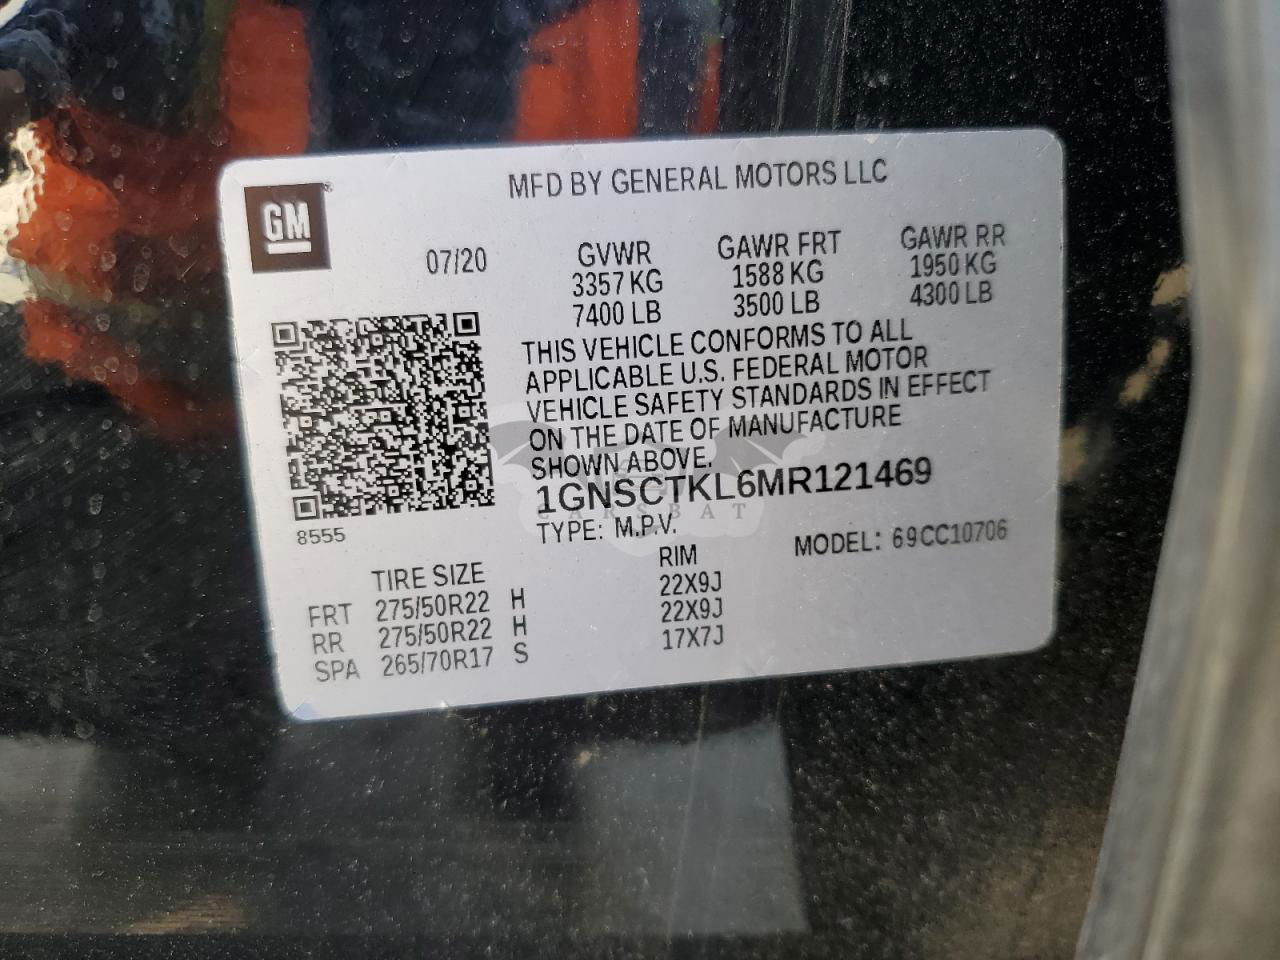 MFD BY GENERAL MOTORS LLC
GM®
07/20
GVWR GAWR FRT GAWR RR
3357 KG 1588 KG 1950 KG
7400 LB 3500 LB 4300 LB
THIS VEHICLE CONFORMS TO ALL
APPLICABLE U.S. FEDERAL MOTOR
VEHICLE SAFETY STANDARDS IN EFFECT
ON THE DATE OF MANUFACTURE
SHOWN ABOVE.
1GNSCTKL6MR121469
CARSBAT
TYPE: M.P.V. MODEL: 69CC10706
8555
TIRE SIZE RIM
FRT 275/50R22 H 22X9J
RR 275/50R22 H 22X9J
SPA 265/70R17 S 17X7J